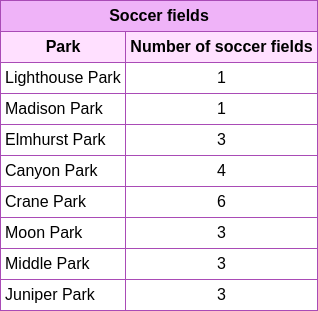 Soccer fields
Park Number of soccer fields
Lighthouse Park 1
Madison Park 1
Elmhurst Park 3
Canyon Park 4
Crane Park 6
Moon Park 3
Middle Park 3
Juniper Park 3